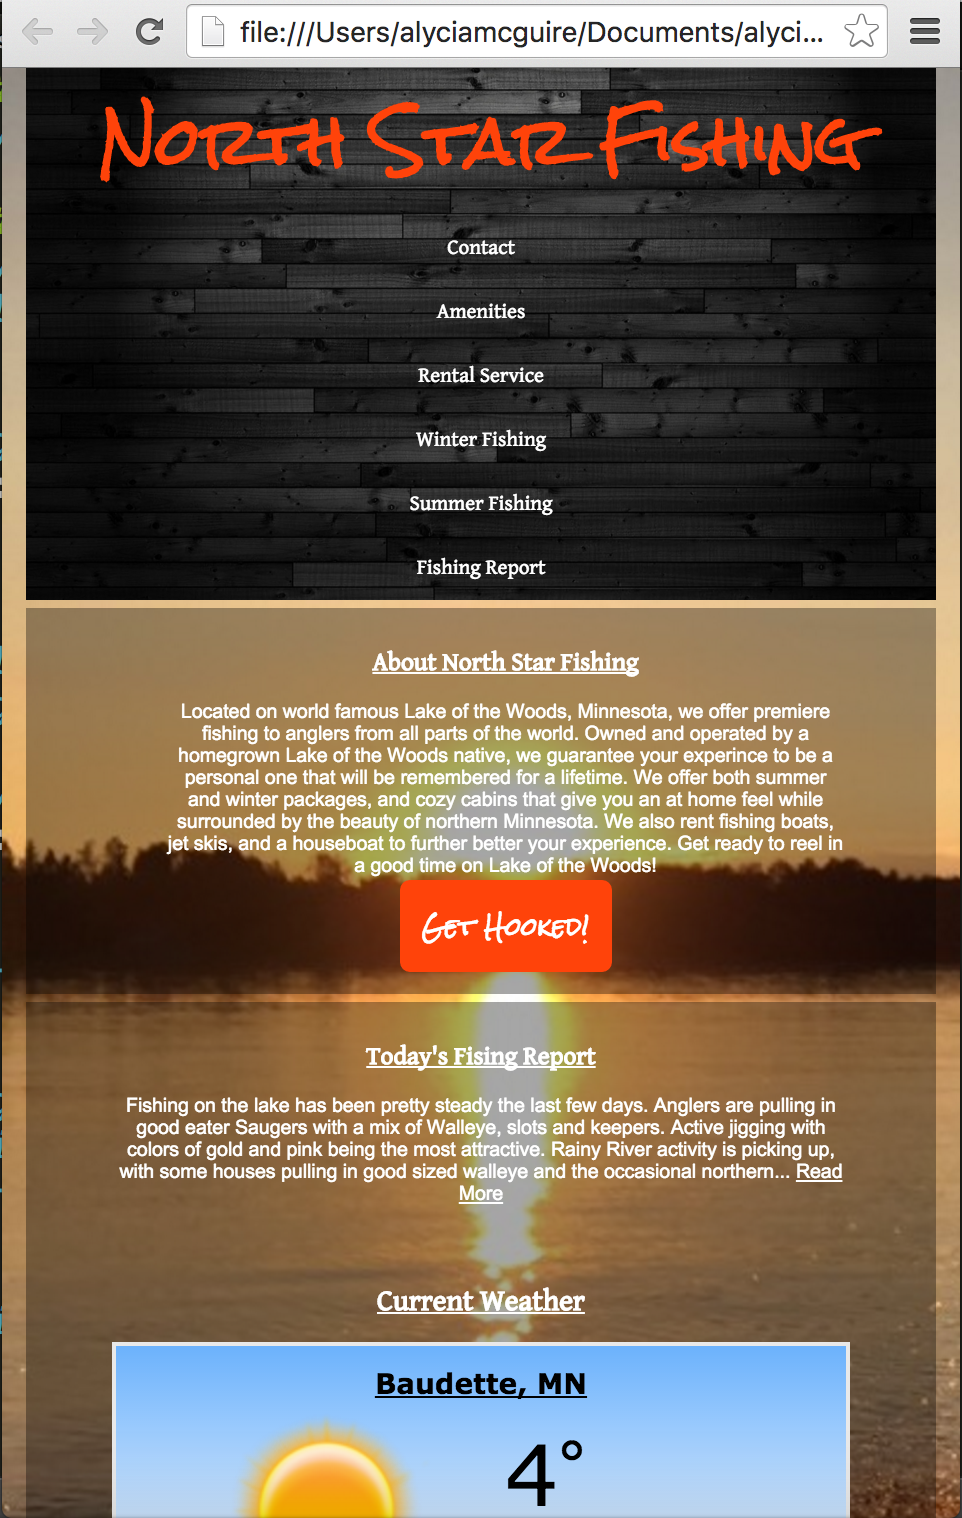 file:///Users/alyciamcguire/Documents/alyci...
North Star Fishing
Contact
Amenities
Rental Service
Winter Fishing
Summer Fishing
Fishing Report
About North Star Fishing
Located on world famous Lake of the Woods, Minnesota, we offer premiere
fishing to anglers from all parts of the world. Owned and operated by a
homegrown Lake of the Woods native, we guarantee your experince to be a
personal one that will be remembered for a lifetime. We offer both summer
and winter packages, and cozy cabins that give you an at home feel while
surrounded by the beauty of northern Minnesota. We also rent fishing boats,
jet skis, and a houseboat to further better your experience. Get ready to reel in
a good time on Lake of the Woods!
Get Hooked!
Today's Fising Report
Fishing on the lake has been pretty steady the last few days. Anglers are pulling in
good eater Saugers with a mix of Walleye, slots and keepers. Active jigging with
colors of gold and pink being the most attractive. Rainy River activity is picking up,
with some houses pulling in good sized walleye and the occasional northern... Read
More
Current Weather
Baudette, MN
4°